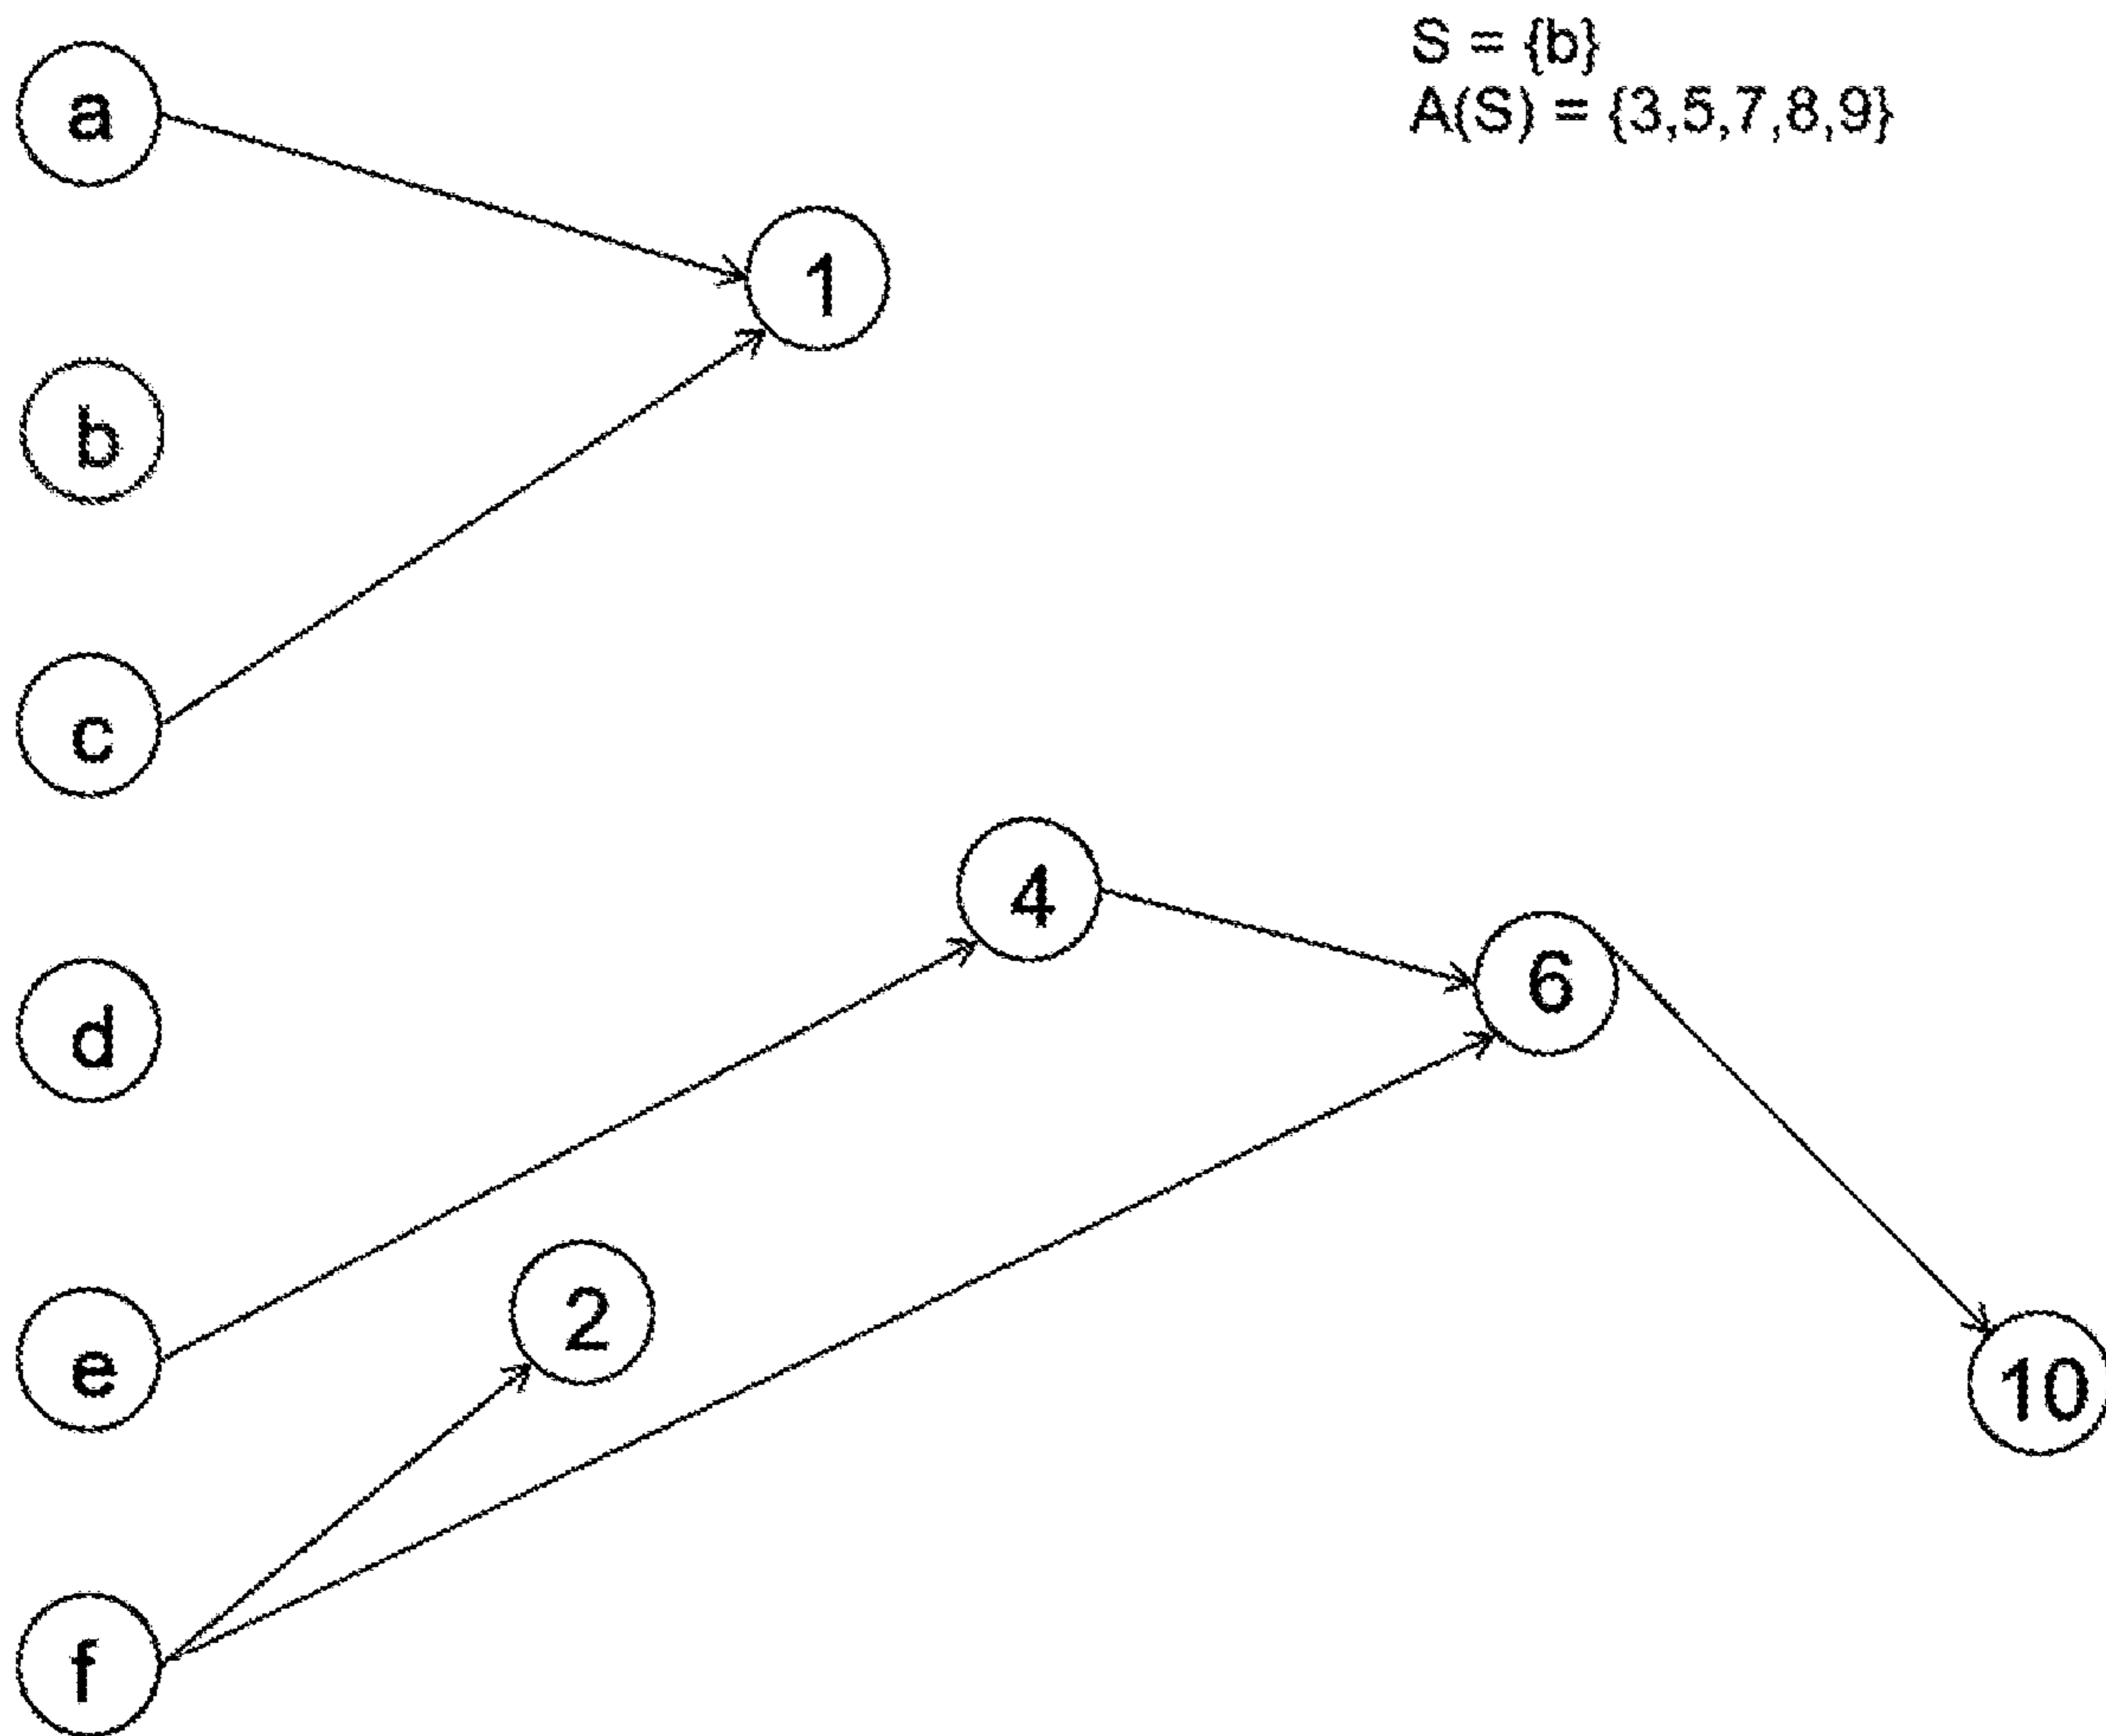 S = {b}
A(S) = {3,5,7,8,9}
a
1
b
c
4
6
d
2
e
10
f